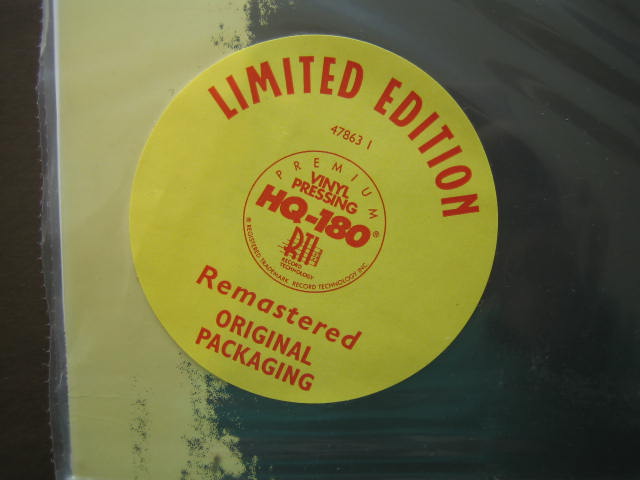 LIMITED EDITION
47863 1
PREMIUM
VINYL
PRESSING
HQ-180®
RTI
RECORD
TECHNOLOGY
® REGISTERED TRADEMARK RECORD TECHNOLOGY INC.
Remastered
ORIGINAL
PACKAGING